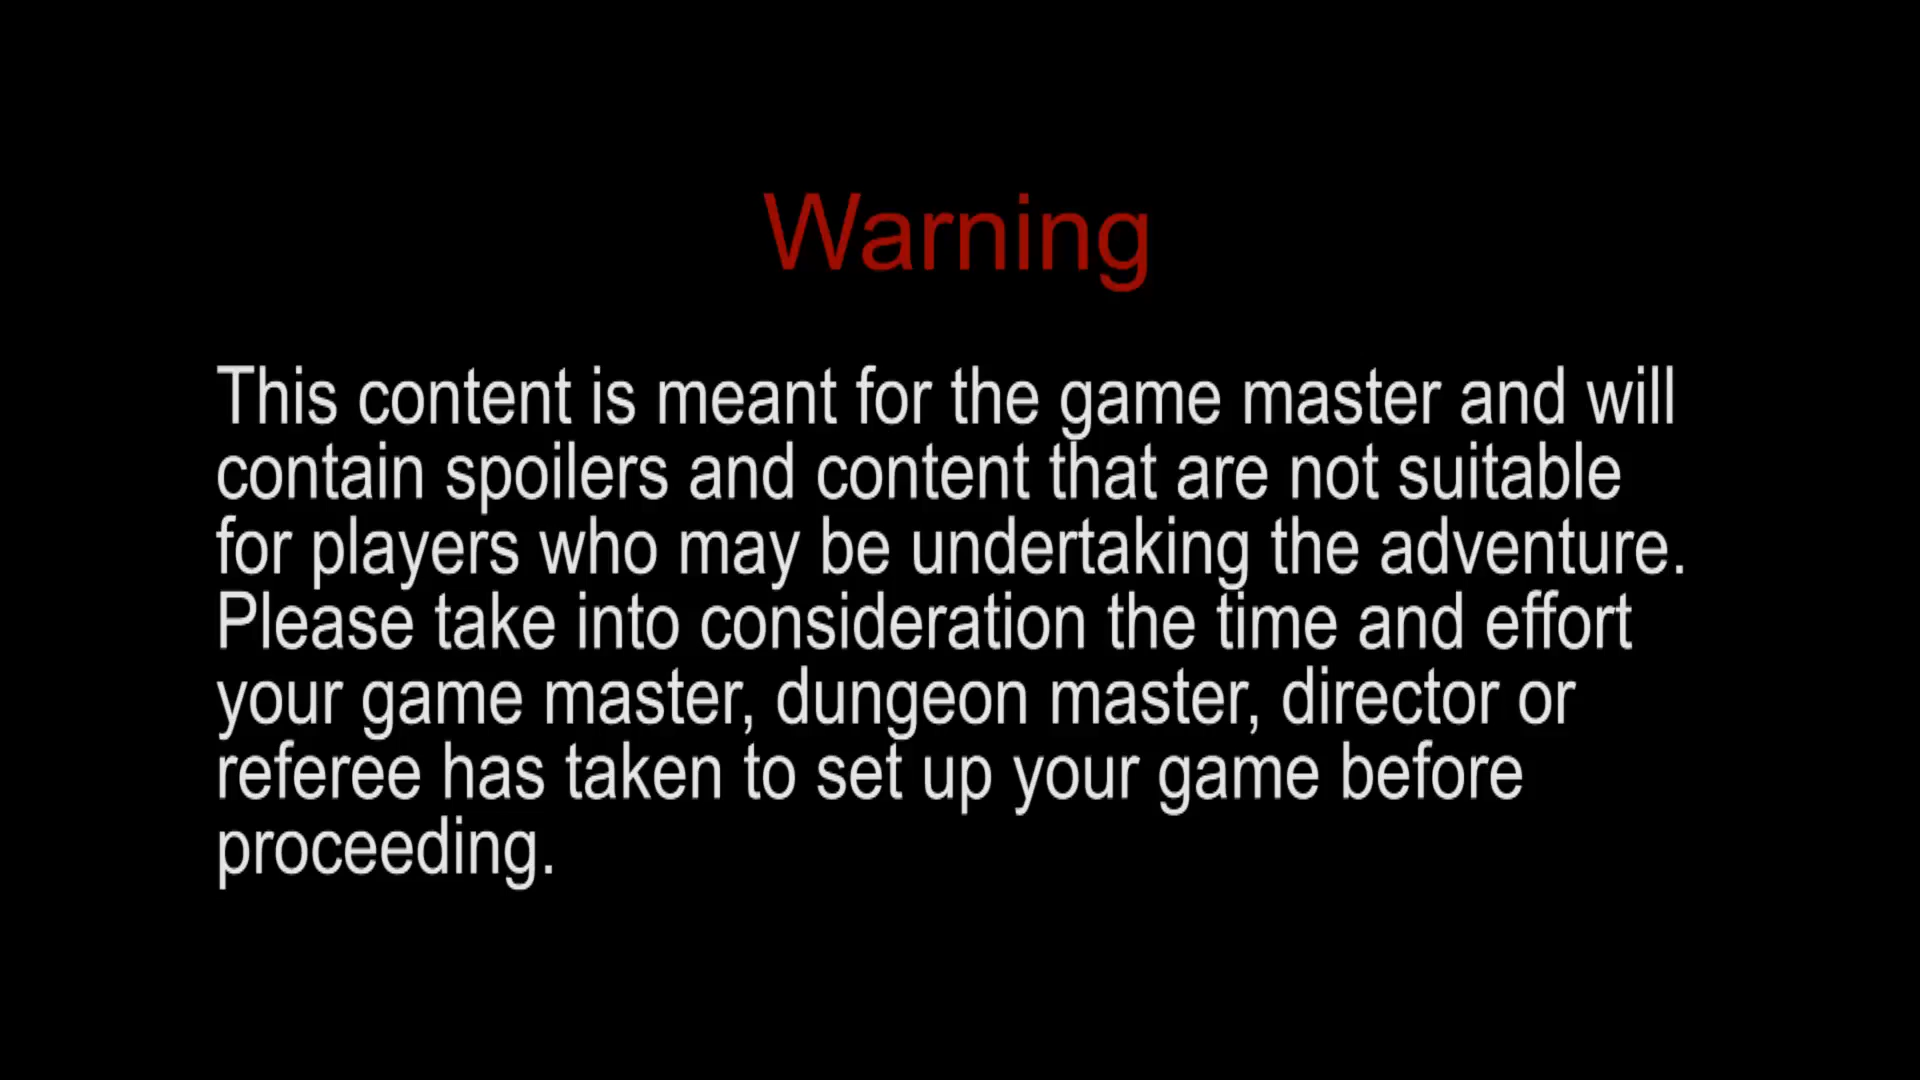 Warning
This content is meant for the game master and will
contain spoilers and content that are not suitable
for players who may be undertaking the adventure.
Please take into consideration the time and effort
your game master, dungeon master, director or
referee has taken to set up your game before
proceeding.